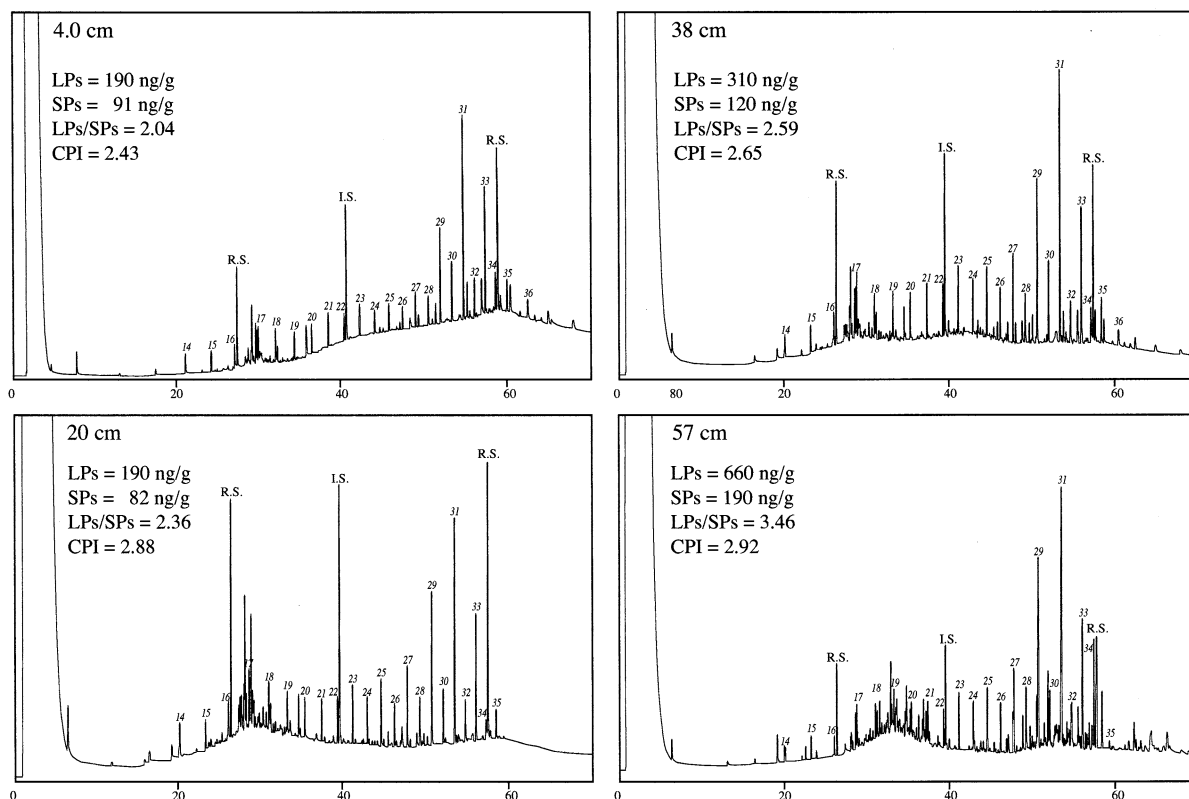 4.0 cm
LPs = 190 ng/g
SPs = 91 ng/g
LPs/SPs = 2.04
CPI = 2.43
14 15 16 R.S. 17 18 19 20 21 22 I.S. 23 24 25 26 27 28 29 30 31 32 33 34 R.S. 35 36
0 20 40 60
38 cm
LPs = 310 ng/g
SPs = 120 ng/g
LPs/SPs = 2.59
CPI = 2.65
14 15 16 R.S. 17 18 19 20 21 22 I.S. 23 24 25 26 27 28 29 30 31 32 33 34 R.S. 35 36
0 80 20 40 60
20 cm
LPs = 190 ng/g
SPs = 82 ng/g
LPs/SPs = 2.36
CPI = 2.88
14 15 16 R.S. 17 18 19 20 21 22 I.S. 23 24 25 26 27 28 29 30 31 32 33 34 R.S. 35
0 20 40 60
57 cm
LPs = 660 ng/g
SPs = 190 ng/g
LPs/SPs = 3.46
CPI = 2.92
14 15 16 R.S. 17 18 19 20 21 22 I.S. 23 24 25 26 27 28 29 30 31 32 33 34 R.S. 35
0 20 40 60